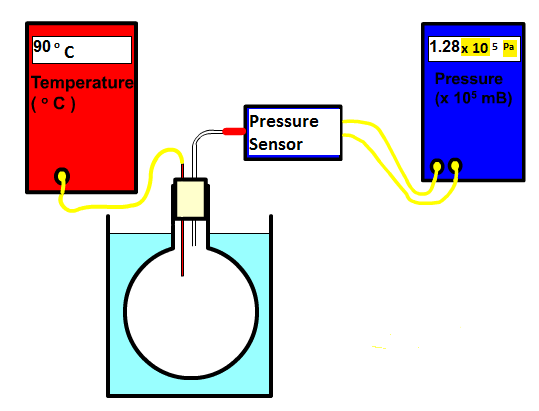 90 ° C
Temperature
( ° C )
Pressure
Sensor
1.28 x 10 5 Pa
Pressure
(x 10⁵ mB)